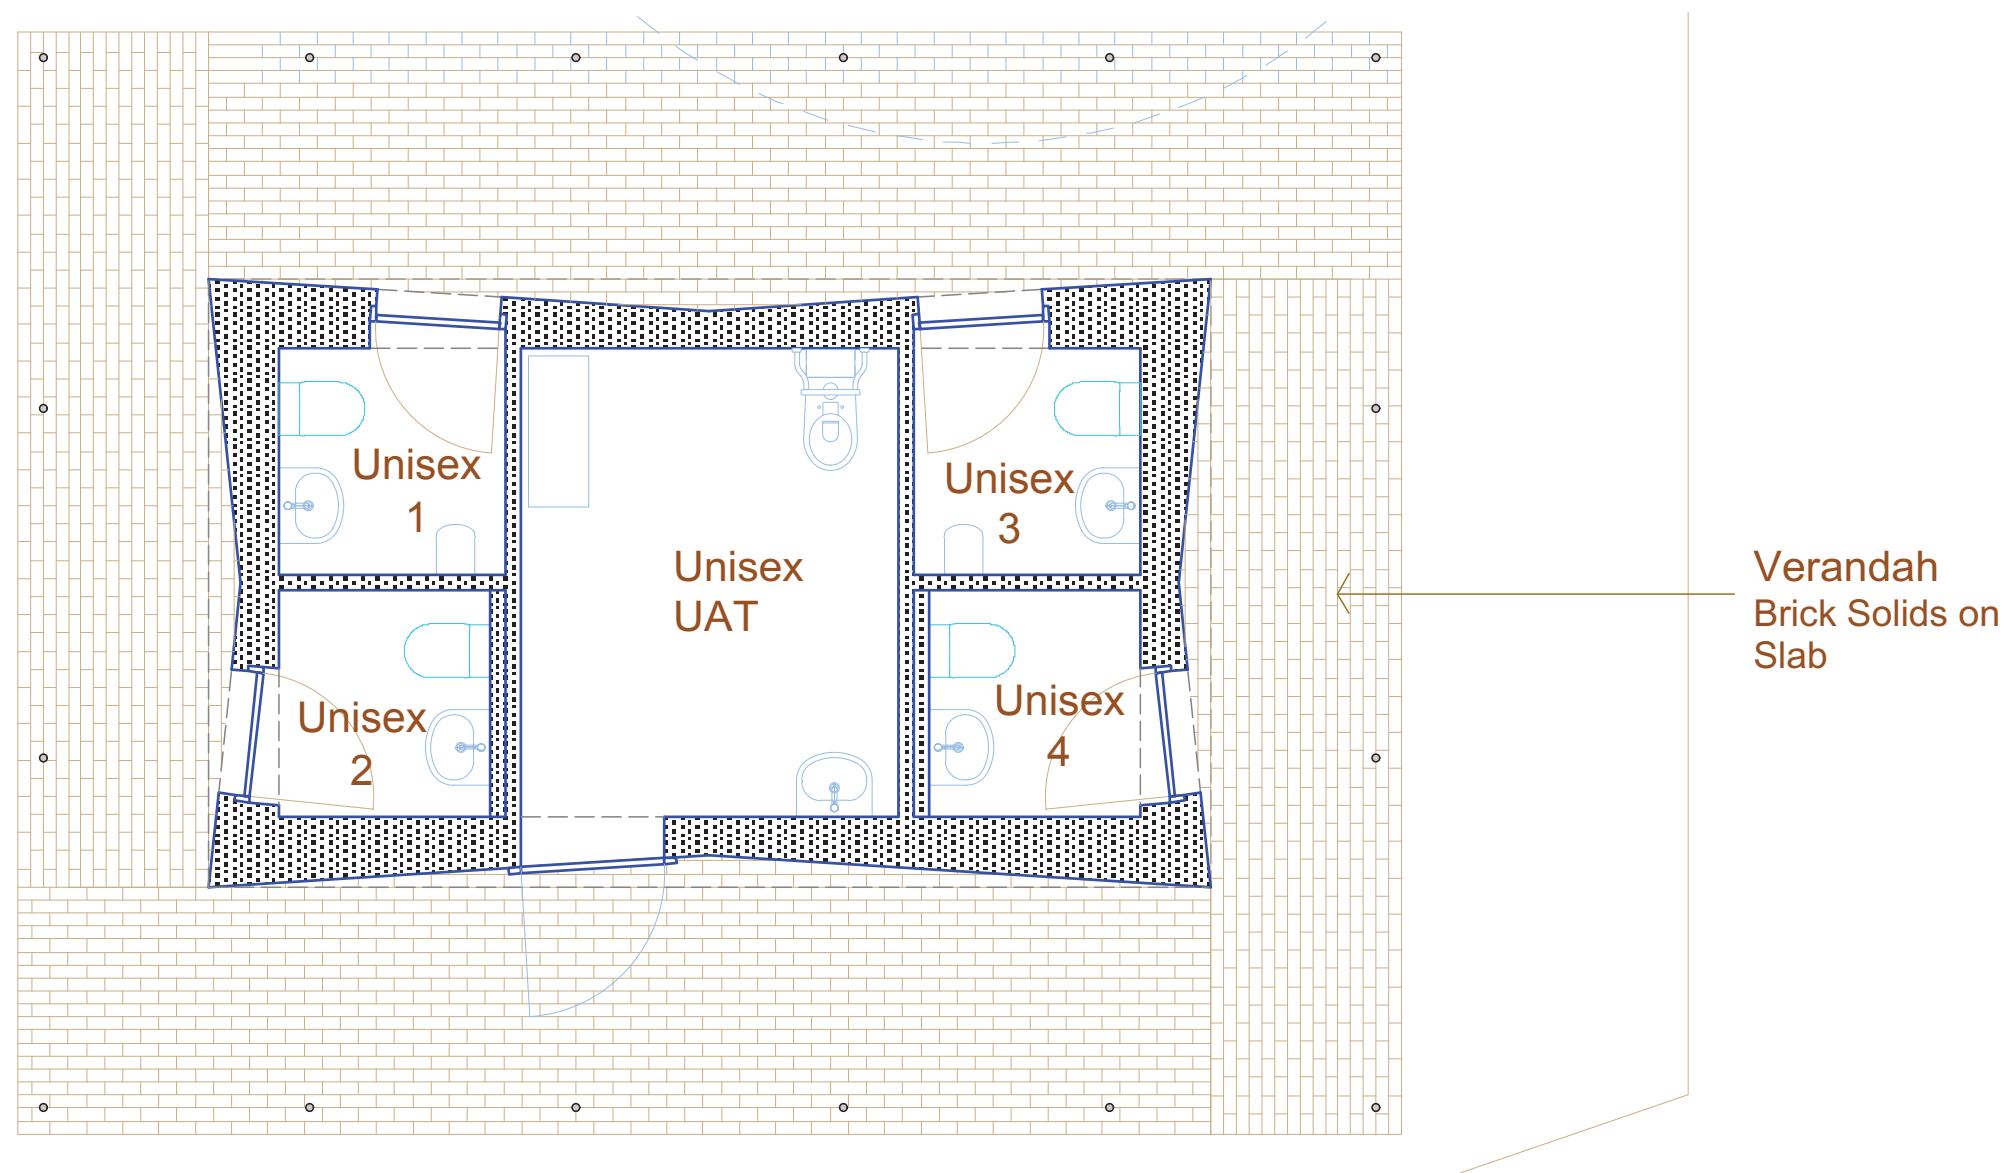 Unisex
1
Unisex
3
Unisex
UAT
Unisex
2
Unisex
4
Verandah
Brick Solids on
Slab